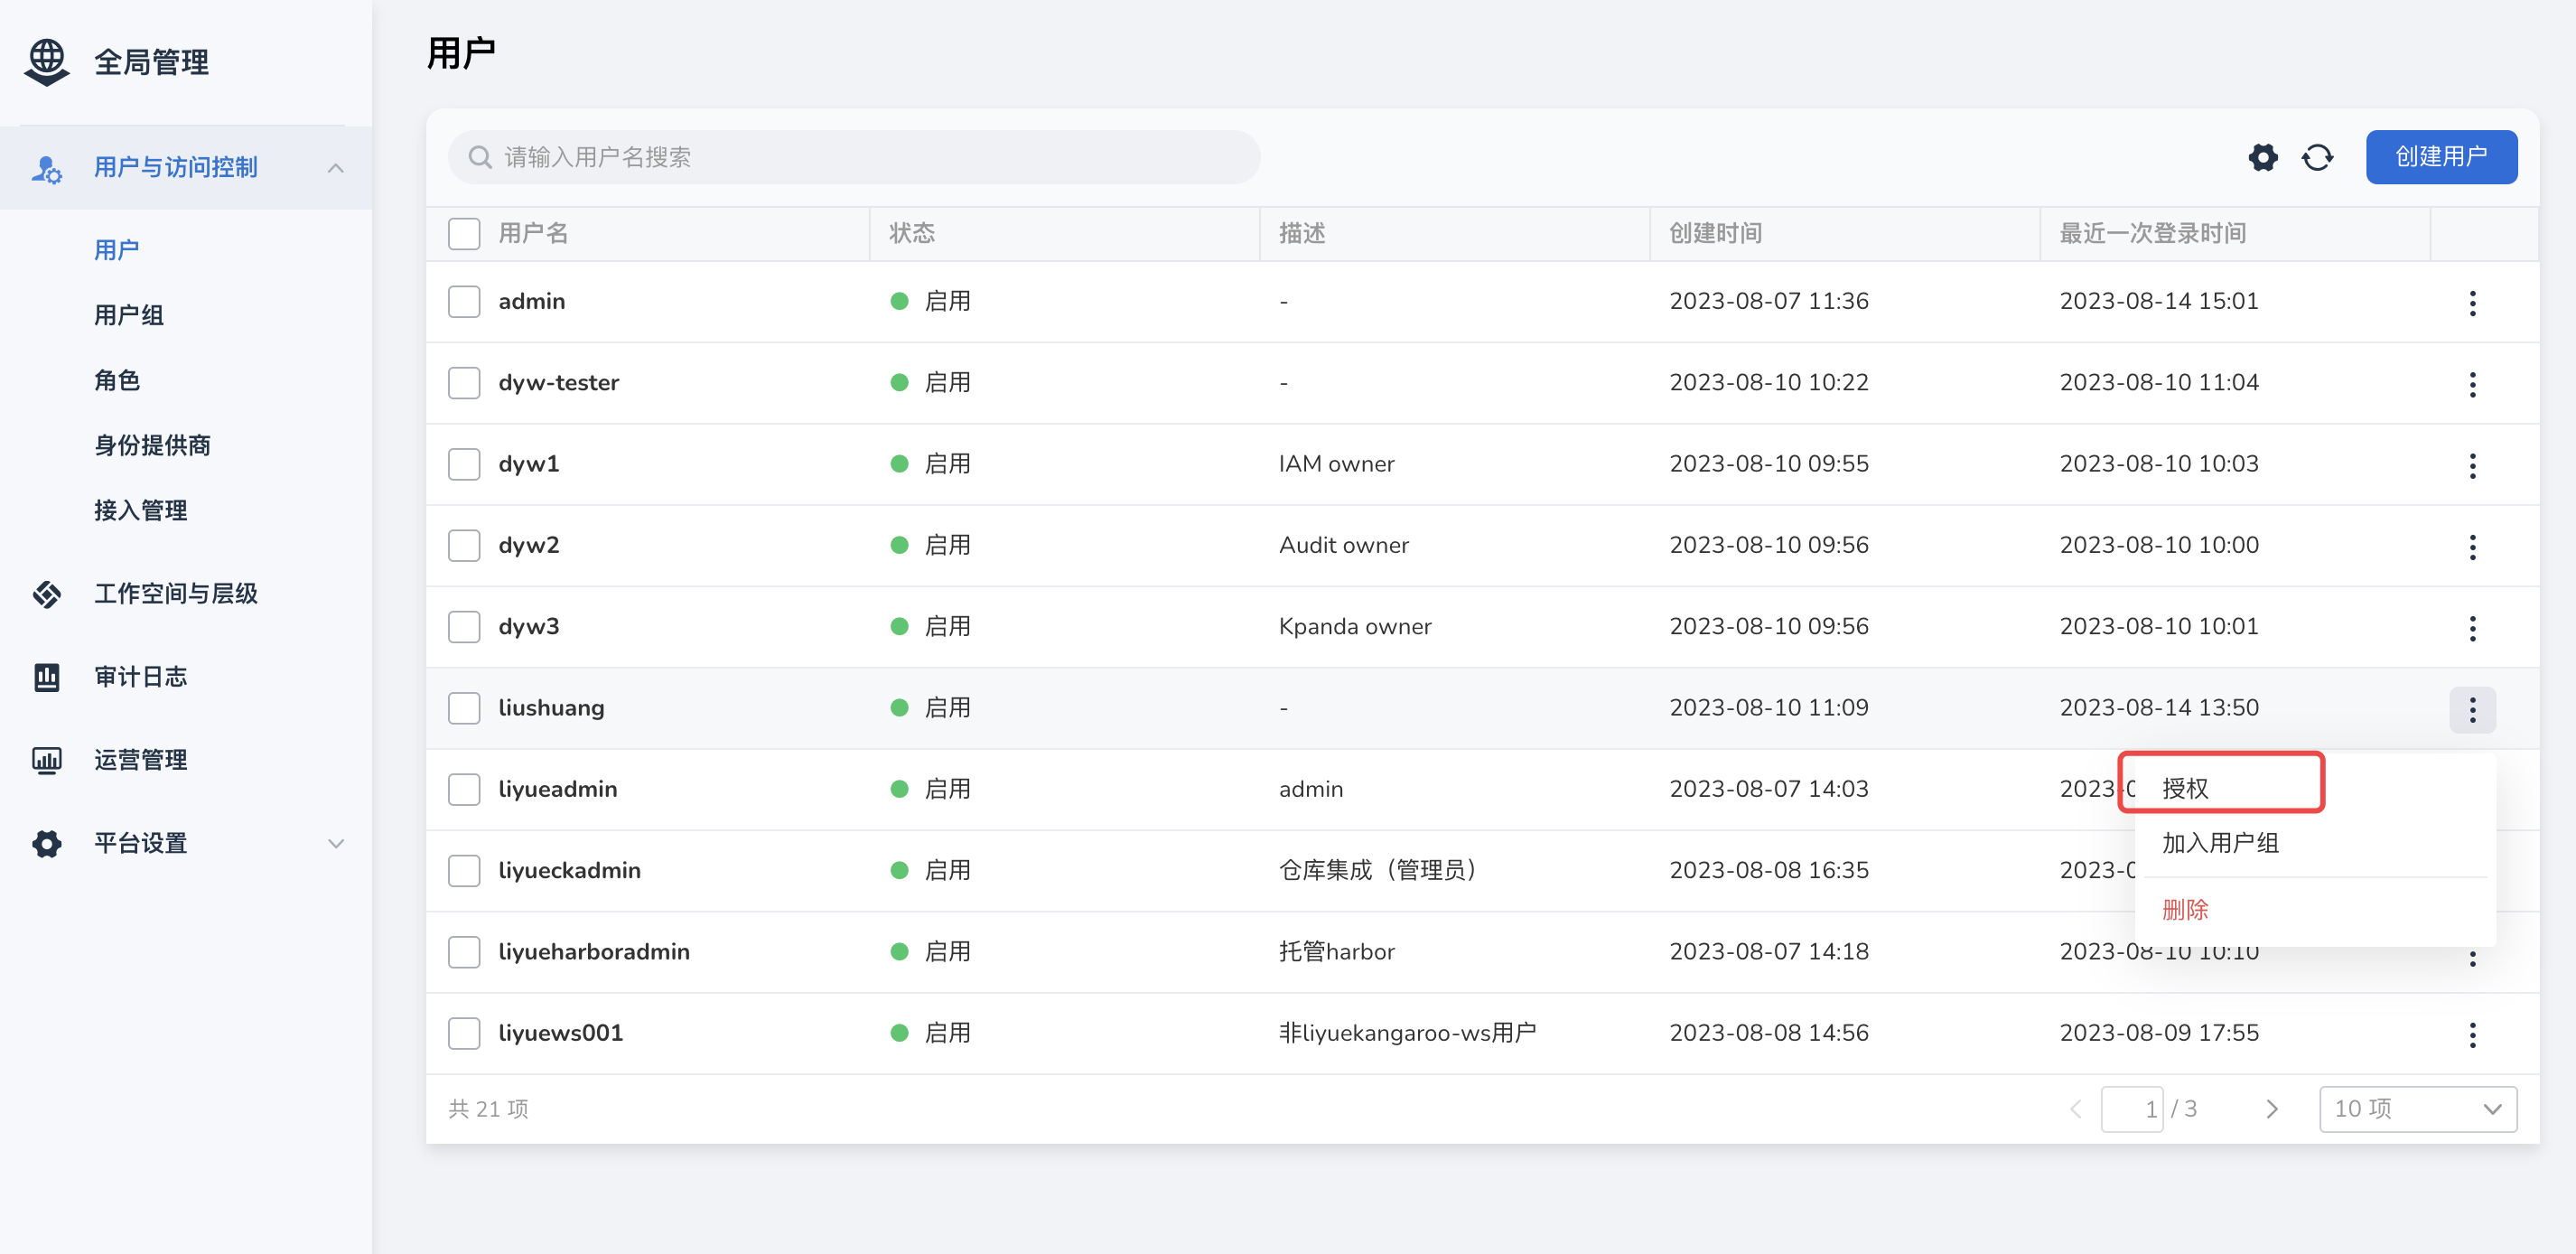 全局管理
用户与访问控制
用户
用户组
角色
身份提供商
接入管理
工作空间与层级
审计日志
运营管理
平台设置
用户
请输入用户名搜索
创建用户
用户名 状态 描述 创建时间 最近一次登录时间
admin 启用 - 2023-08-07 11:36 2023-08-14 15:01
dyw-tester 启用 - 2023-08-10 10:22 2023-08-10 11:04
dyw1 启用 IAM owner 2023-08-10 09:55 2023-08-10 10:03
dyw2 启用 Audit owner 2023-08-10 09:56 2023-08-10 10:00
dyw3 启用 Kpanda owner 2023-08-10 09:56 2023-08-10 10:01
liushuang 启用 - 2023-08-10 11:09 2023-08-14 13:50
liyueadmin 启用 admin 2023-08-07 14:03 2023-0
授权
加入用户组
删除
liyueckadmin 启用 仓库集成（管理员） 2023-08-08 16:35 2023-0
liyueharboradmin 启用 托管harbor 2023-08-07 14:18 2023-08-10 10:10
liyuews001 启用 非liyuekangaroo-ws用户 2023-08-08 14:56 2023-08-09 17:55
共 21 项
1 / 3
10 项